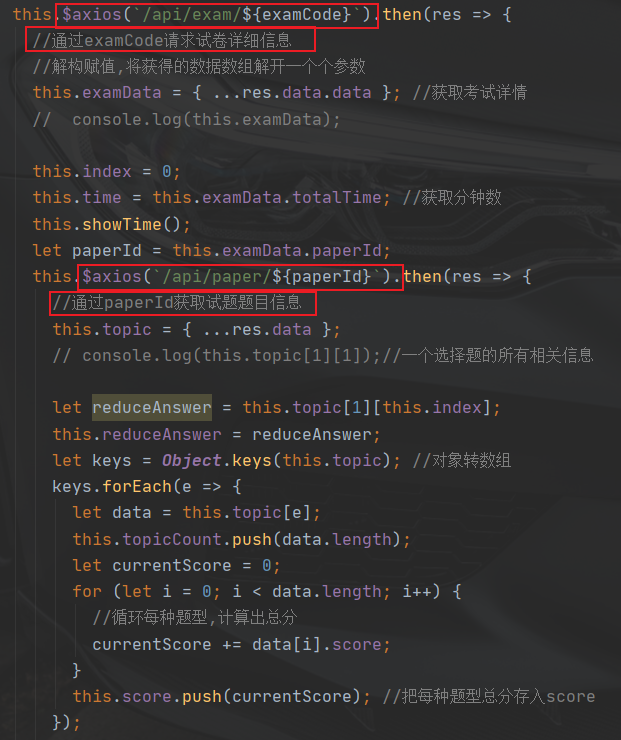 this.$axios(`/api/exam/${examCode}`).then(res => {
//通过examCode请求试卷详细信息
//解构赋值,将获得的数据数组解开一个个参数
this.examData = { ...res.data.data }; //获取考试详情
//  console.log(this.examData);
this.index = 0;
this.time = this.examData.totalTime; //获取分钟数
this.showTime();
let paperId = this.examData.paperId;
this.$axios(`/api/paper/${paperId}`).then(res => {
//通过paperId获取试题题目信息
this.topic = { ...res.data };
// console.log(this.topic[1][1]);//一个选择题的所有相关信息
let reduceAnswer = this.topic[1][this.index];
this.reduceAnswer = reduceAnswer;
let keys = Object.keys(this.topic); //对象转数组
keys.forEach(e => {
let data = this.topic[e];
this.topicCount.push(data.length);
let currentScore = 0;
for (let i = 0; i < data.length; i++) {
//循环每种题型,计算出总分
currentScore += data[i].score;
}
this.score.push(currentScore); //把每种题型总分存入score
});